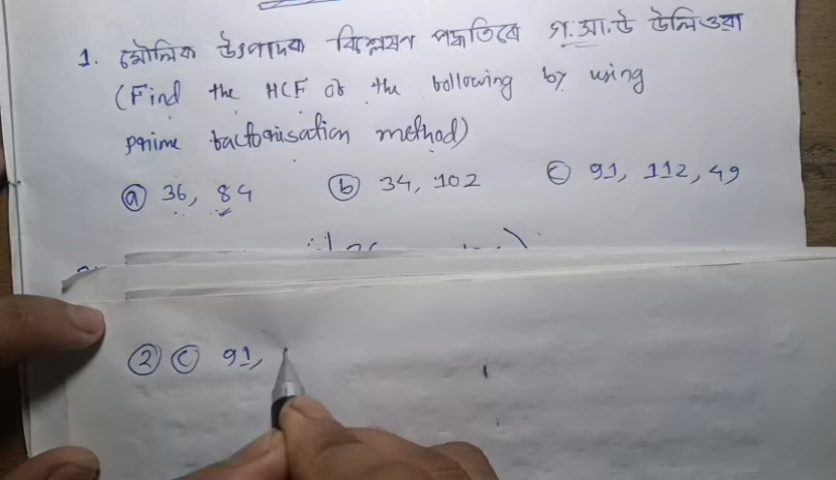 1. মৌলিক উৎপাদক বিশ্লেষণ পদ্ধতিৰে গ.সা.উ উলিওৱা
(Find the HCF of the following by using
prime factorisation method)
ⓐ 36, 84 ⓑ 34, 102 ⓒ 91, 112, 49
② ⓒ 91,